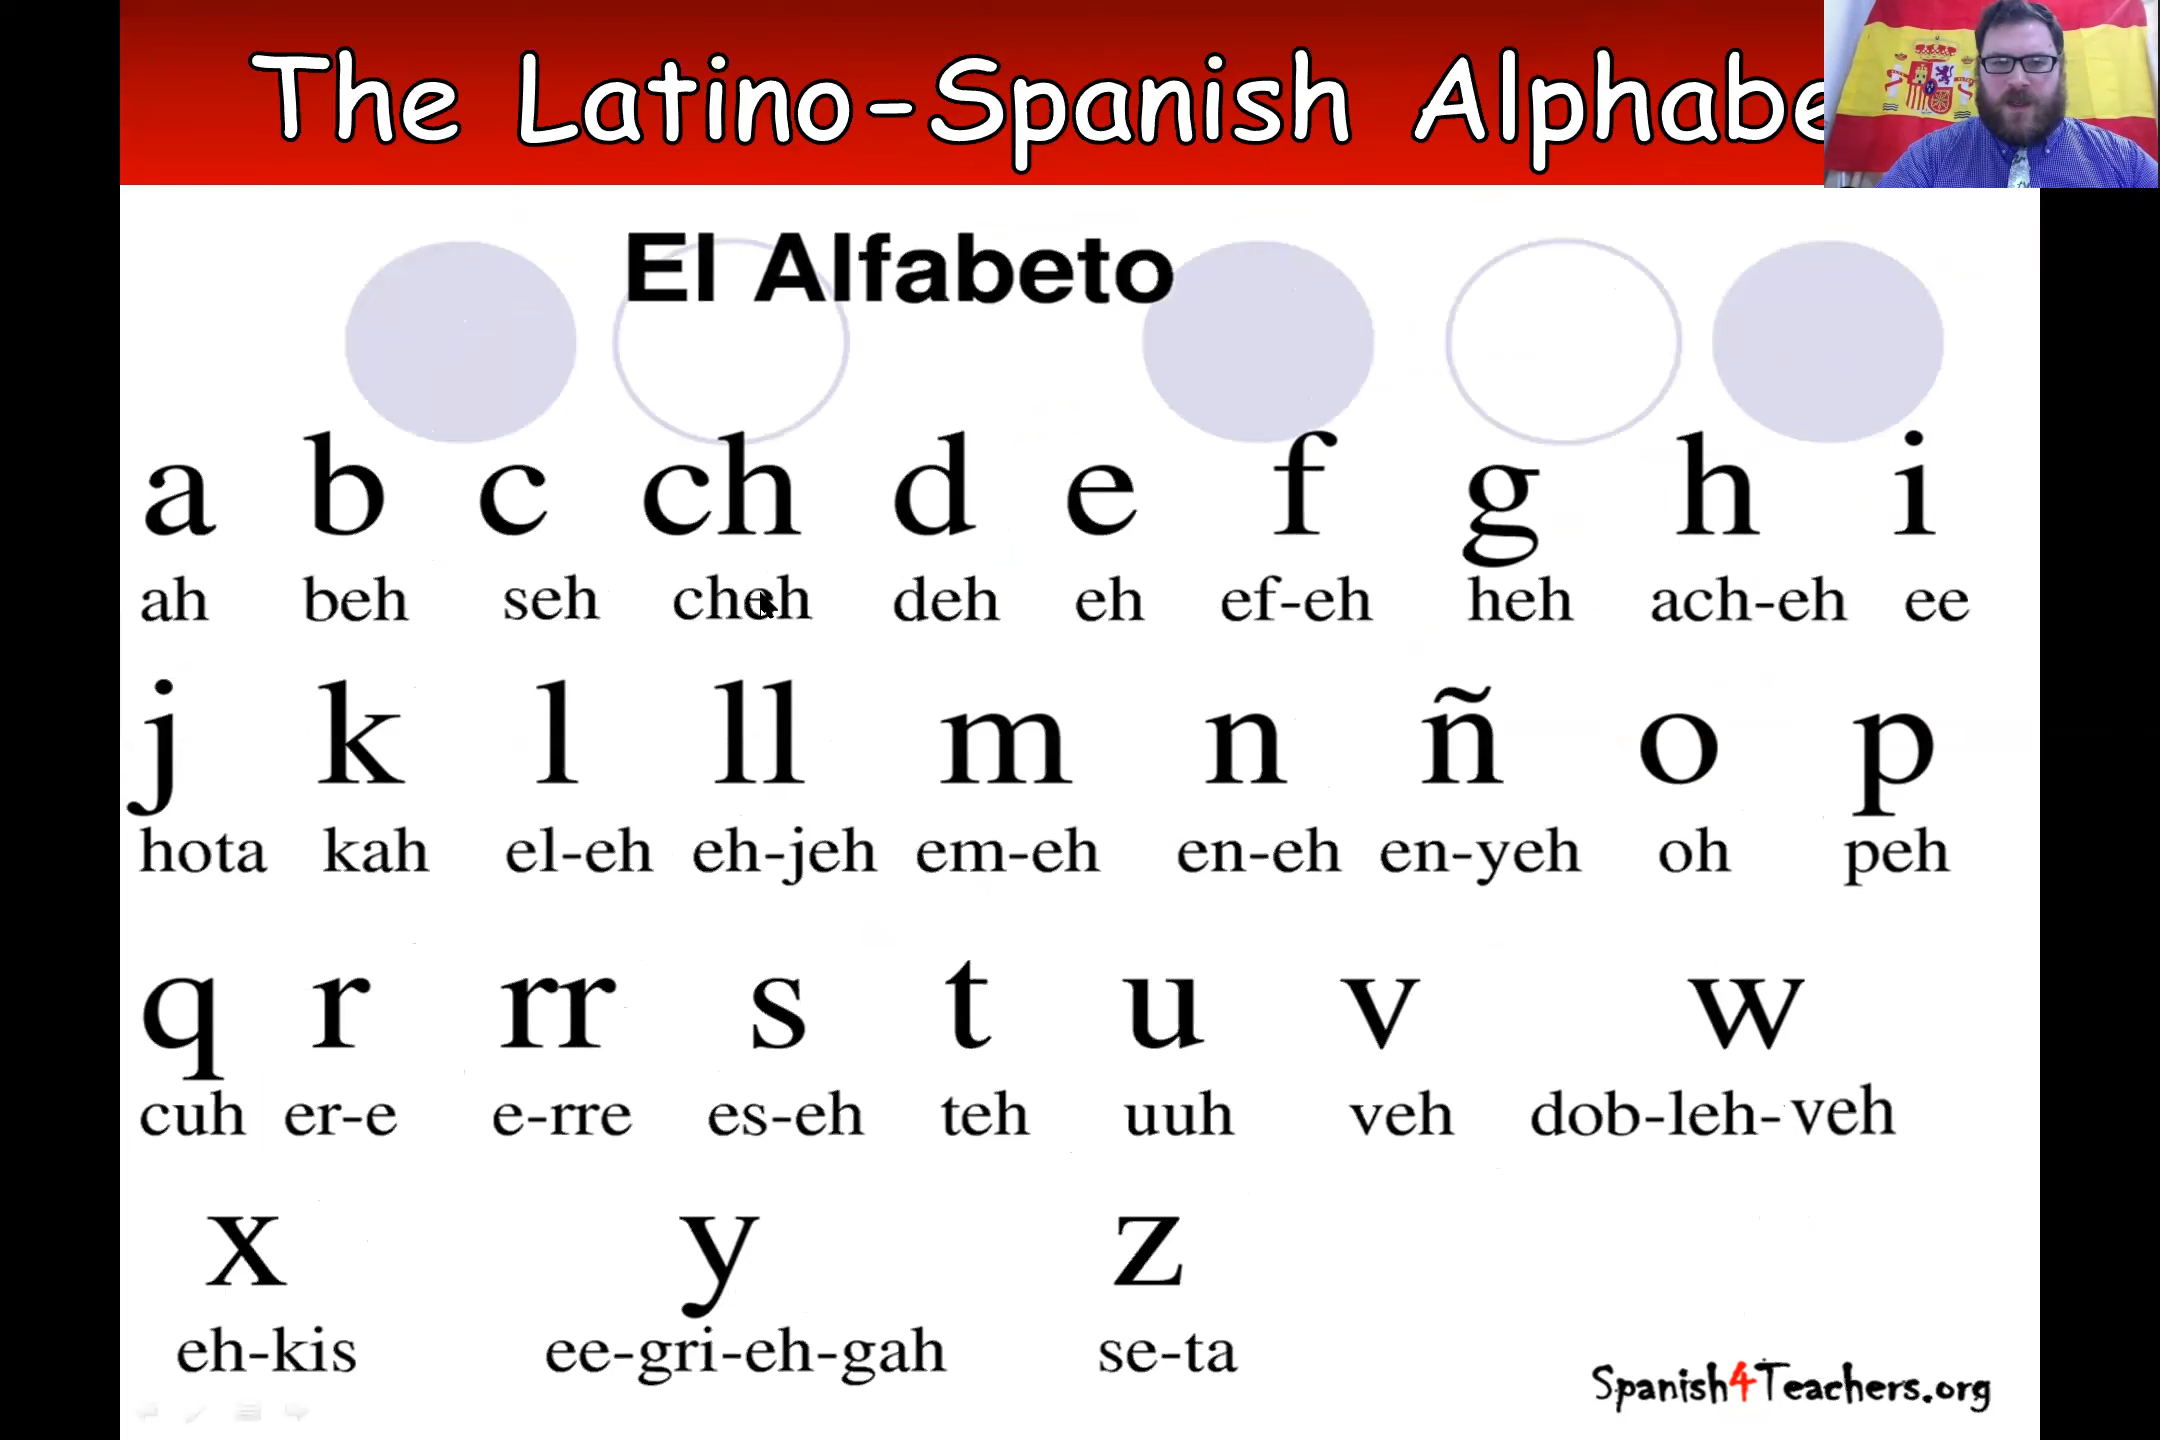 The Latino-Spanish Alphabe
El Alfabeto
a b c ch d e f g h i
ah beh seh cheh deh eh ef-eh heh ach-eh ee
j k l ll m n ñ o p
hota kah el-eh eh-jeh em-eh en-eh en-yeh oh peh
q r rr s t u v w
cuh er-e e-rre es-eh teh uuh veh dob-leh-veh
x y z
eh-kis ee-gri-eh-gah se-ta
Spanish4Teachers.org